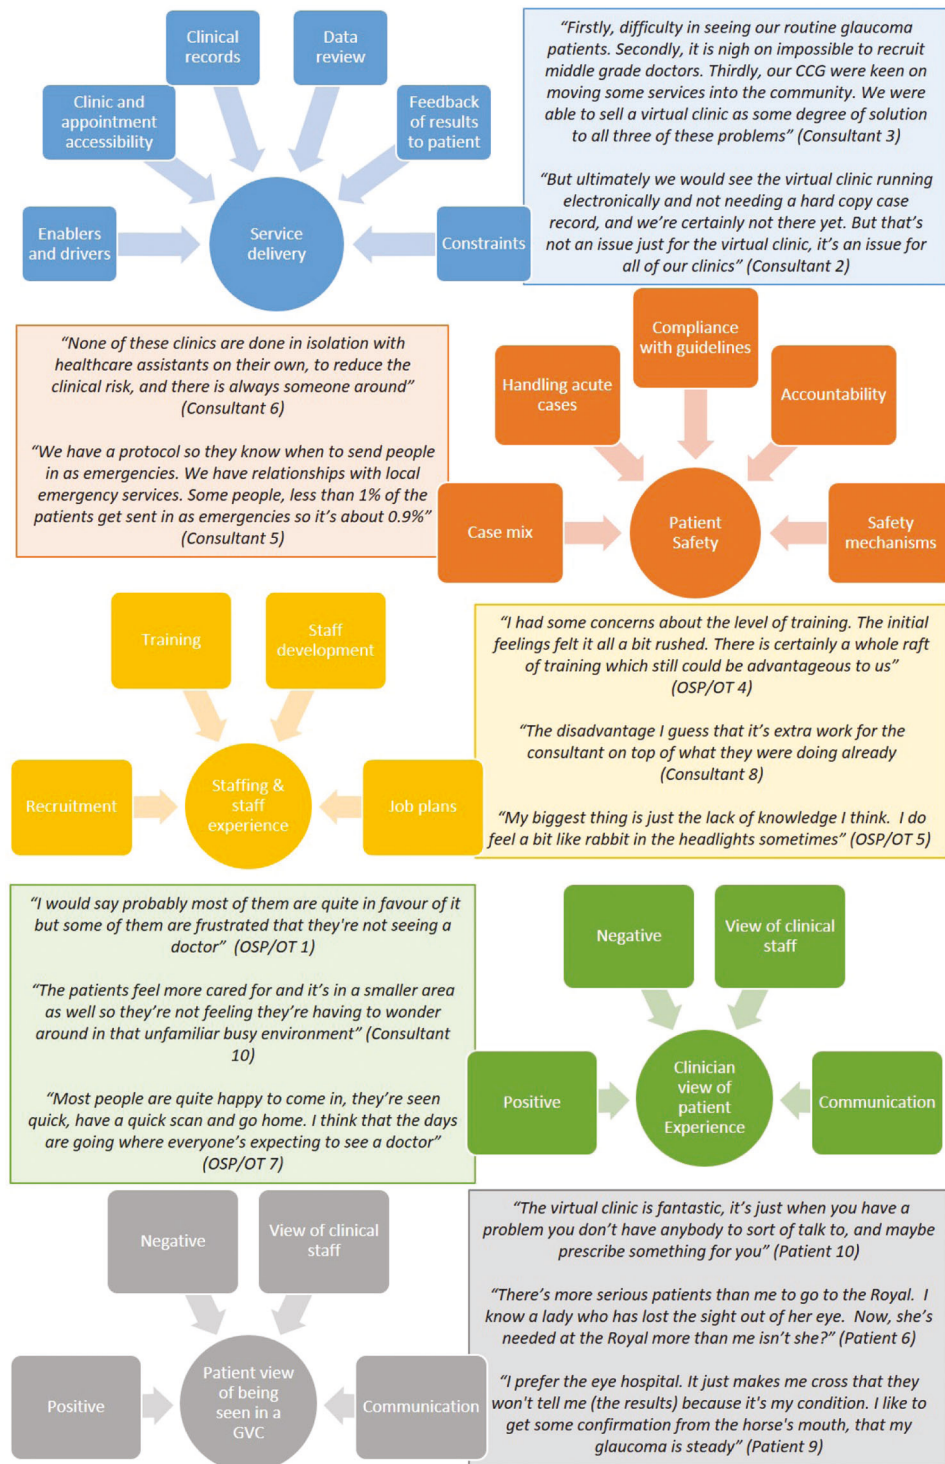 Clinical
records
Data
review
Clinic and
appointment
accessibility
Feedback
of results
to patient
Enablers
and drivers
Service
delivery
Constraints
“Firstly, difficulty in seeing our routine glaucoma
patients. Secondly, it is nigh on impossible to recruit
middle grade doctors. Thirdly, our CCG were keen on
moving some services into the community. We were
able to sell a virtual clinic as some degree of solution
to all three of these problems” (Consultant 3)
“But ultimately we would see the virtual clinic running
electronically and not needing a hard copy case
record, and we’re certainly not there yet. But that’s
not an issue just for the virtual clinic, it’s an issue for
all of our clinics” (Consultant 2)
“None of these clinics are done in isolation with
healthcare assistants on their own, to reduce the
clinical risk, and there is always someone around”
(Consultant 6)
“We have a protocol so they know when to send people
in as emergencies. We have relationships with local
emergency services. Some people, less than 1% of the
patients get sent in as emergencies so it’s about 0.9%”
(Consultant 5)
Compliance
with guidelines
Handling acute
cases
Accountability
Case mix
Patient
Safety
Safety
mechanisms
Training
Staff
development
Recruitment
Staffing &
staff
experience
Job plans
“I had some concerns about the level of training. The initial
feelings felt it all a bit rushed. There is certainly a whole raft
of training which still could be advantageous to us”
(OSP/OT 4)
“The disadvantage I guess that it’s extra work for the
consultant on top of what they were doing already
(Consultant 8)
“My biggest thing is just the lack of knowledge I think.  I do
feel a bit like rabbit in the headlights sometimes” (OSP/OT 5)
“I would say probably most of them are quite in favour of it
but some of them are frustrated that they're not seeing a
doctor”  (OSP/OT 1)
“The patients feel more cared for and it’s in a smaller area
as well so they’re not feeling they’re having to wonder
around in that unfamiliar busy environment” (Consultant
10)
“Most people are quite happy to come in, they’re seen
quick, have a quick scan and go home. I think that the days
are going where everyone’s expecting to see a doctor”
(OSP/OT 7)
Negative
View of clinical
staff
Positive
Clinician
view of
patient
Experience
Communication
Negative
View of clinical
staff
Positive
Patient view
of being
seen in a
GVC
Communication
“The virtual clinic is fantastic, it’s just when you have a
problem you don’t have anybody to sort of talk to, and maybe
prescribe something for you” (Patient 10)
“There’s more serious patients than me to go to the Royal.  I
know a lady who has lost the sight out of her eye.  Now, she’s
needed at the Royal more than me isn’t she?” (Patient 6)
“I prefer the eye hospital. It just makes me cross that they
won't tell me (the results) because it's my condition. I like to
get some confirmation from the horse's mouth, that my
glaucoma is steady” (Patient 9)